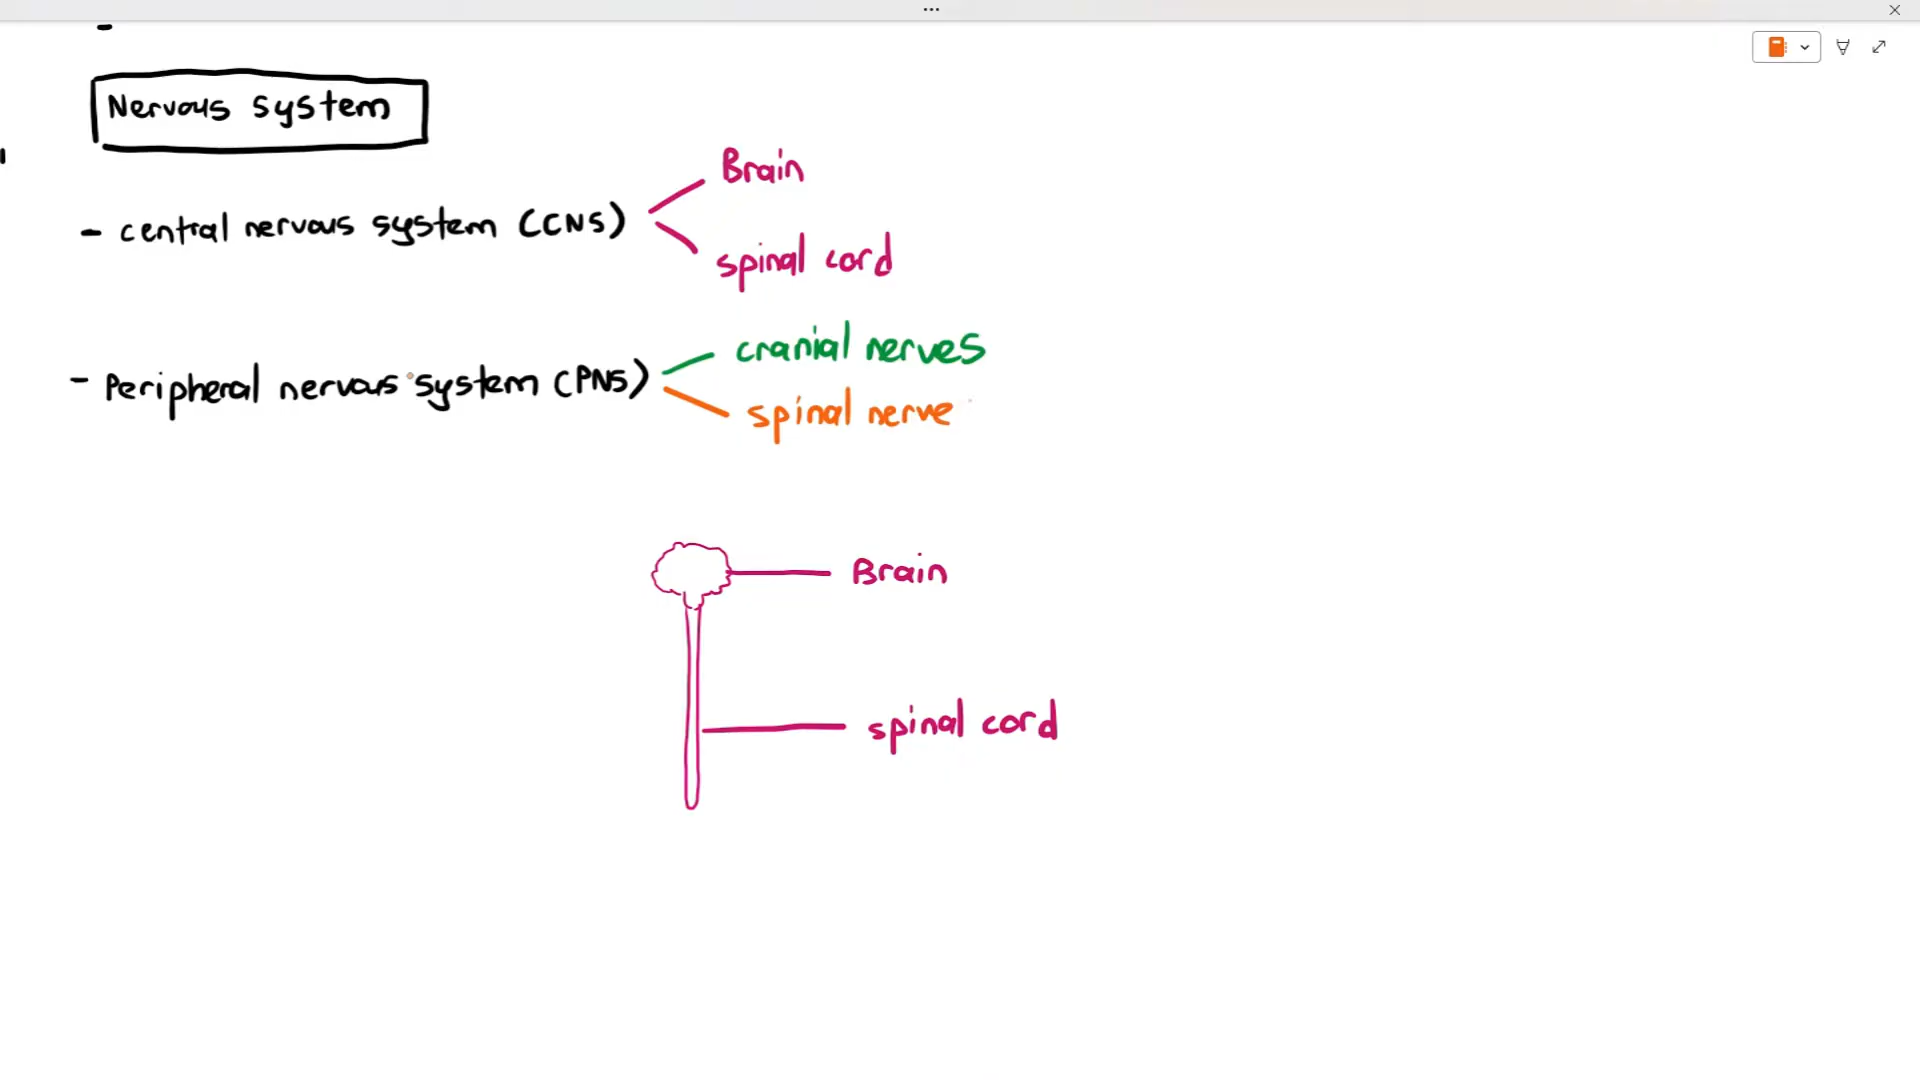 Nervous system
Brain
- central nervous system (CNS)
spinal cord
cranial nerves
- Peripheral nervous system (PNS)
spinal nerve
Brain
spinal cord